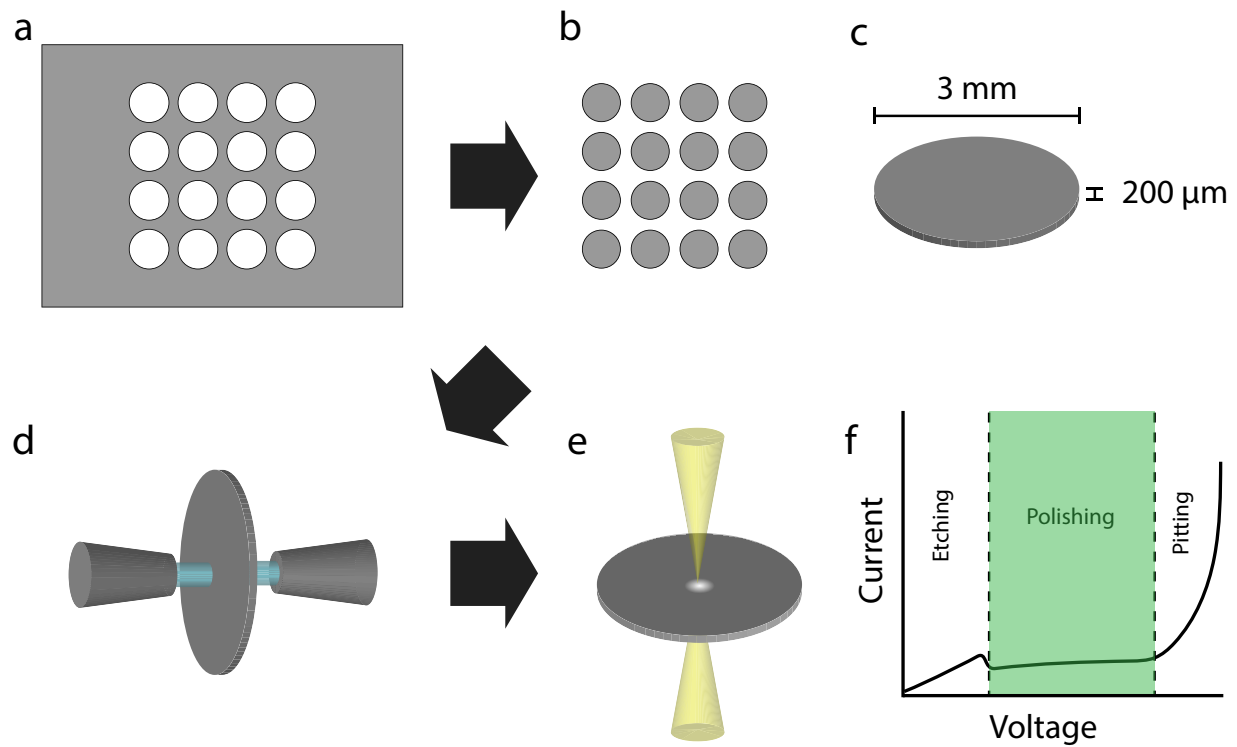 a
b
c
3 mm
200 µm
d
e
f
Etching
Polishing
Pitting
Current
Voltage